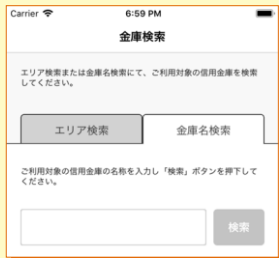 Carrier 6:59 PM
金庫検索
エリア検索または金庫名検索にて、ご利用対象の信用金庫を検索
してください。
エリア検索 金庫名検索
ご利用対象の信用金庫の名称を入力し「検索」ボタンを押下して
ください。
検索